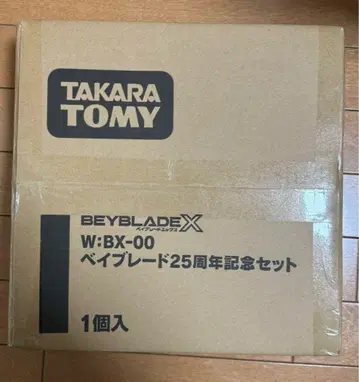 TAKARA
TOMY
BEYBLADE X
ベイブレードエックス
W:BX-00
ベイブレード25周年記念セット
1個入